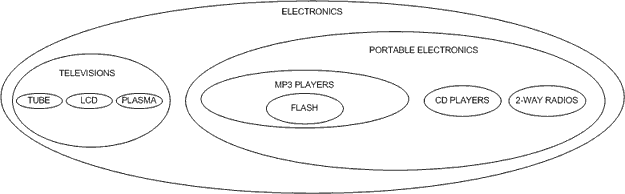 ELECTRONICS
PORTABLE ELECTRONICS
TELEVISIONS
MP3 PLAYERS
TUBE
LCD
PLASMA
FLASH
CD PLAYERS
2-WAY RADIOS